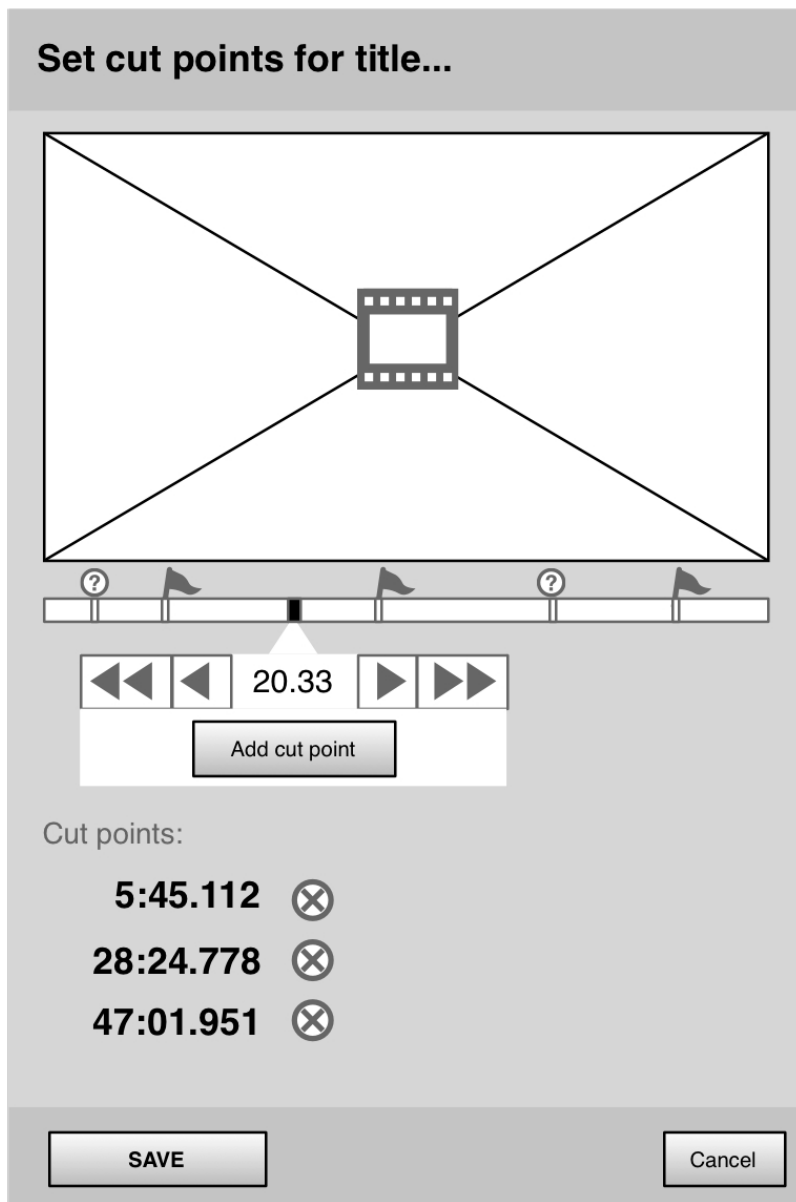 Set cut points for title...
?
?
20.33
Add cut point
Cut points:
5:45.112
28:24.778
47:01.951
SAVE
Cancel